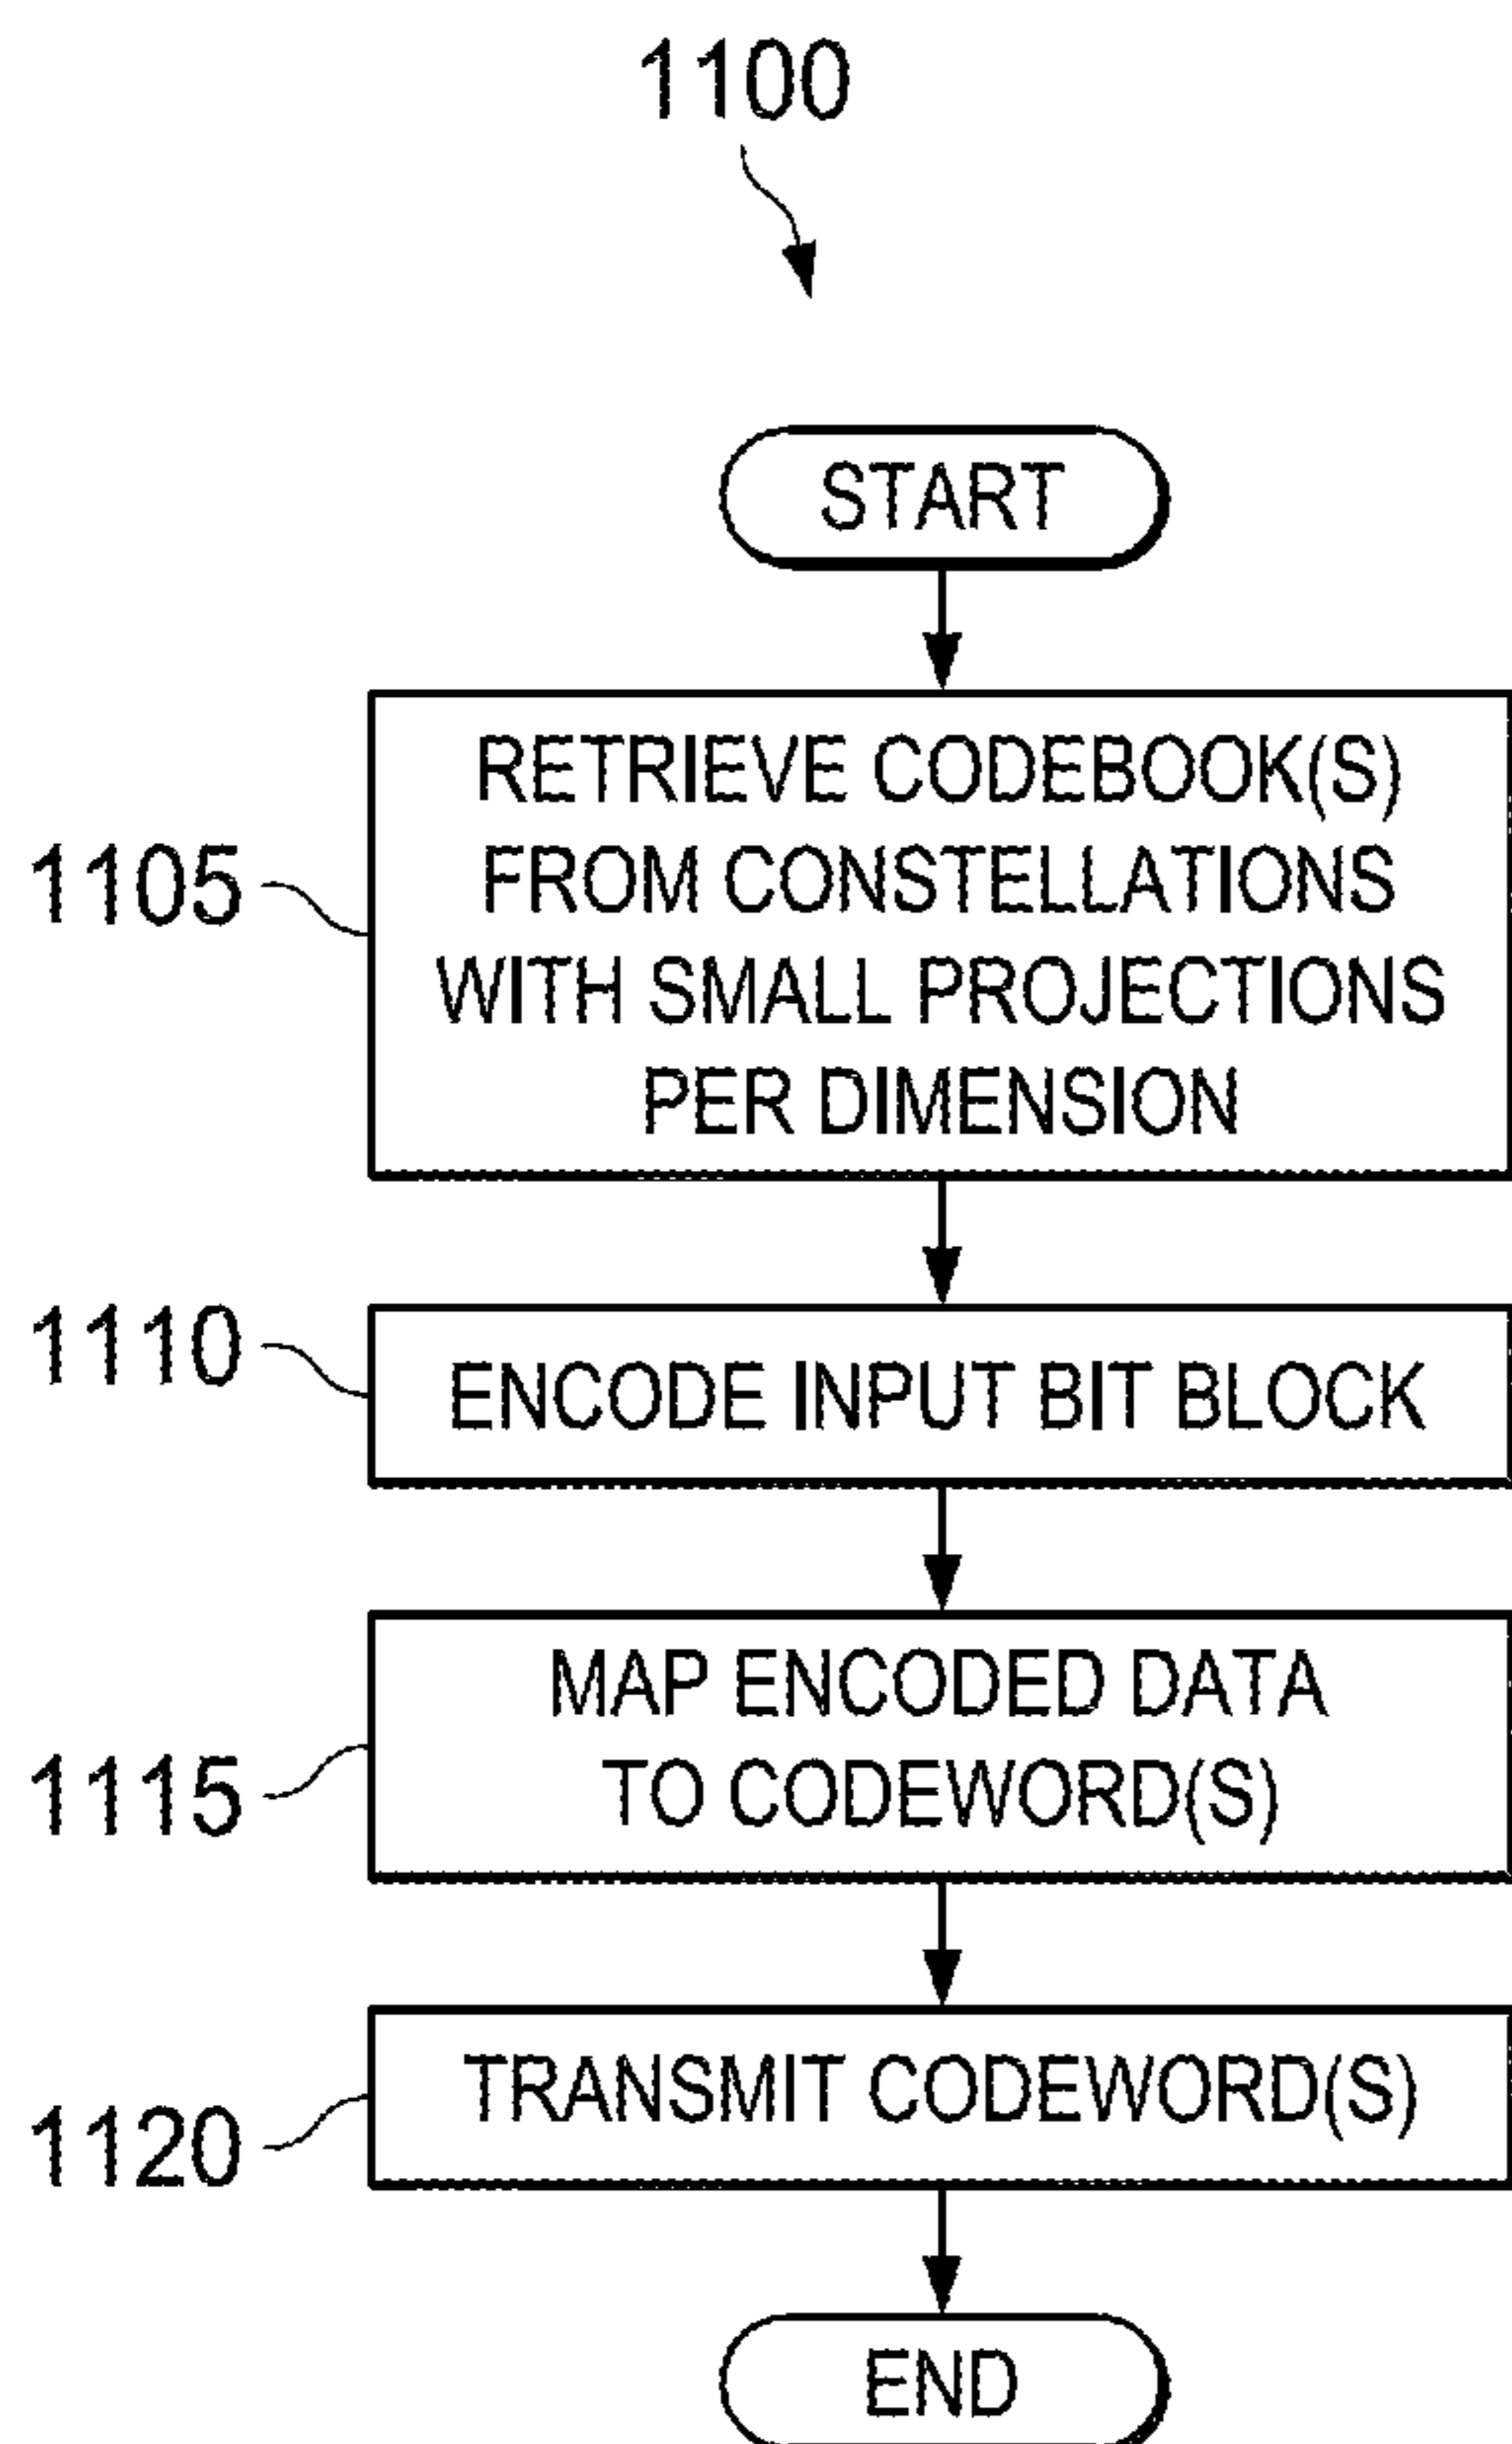 1100
START
1105
RETRIEVE CODEBOOK(S)
FROM CONSTELLATIONS
WITH SMALL PROJECTIONS
PER DIMENSION
1110
ENCODE INPUT BIT BLOCK
1115
MAP ENCODED DATA
TO CODEWORD(S)
1120
TRANSMIT CODEWORD(S)
END